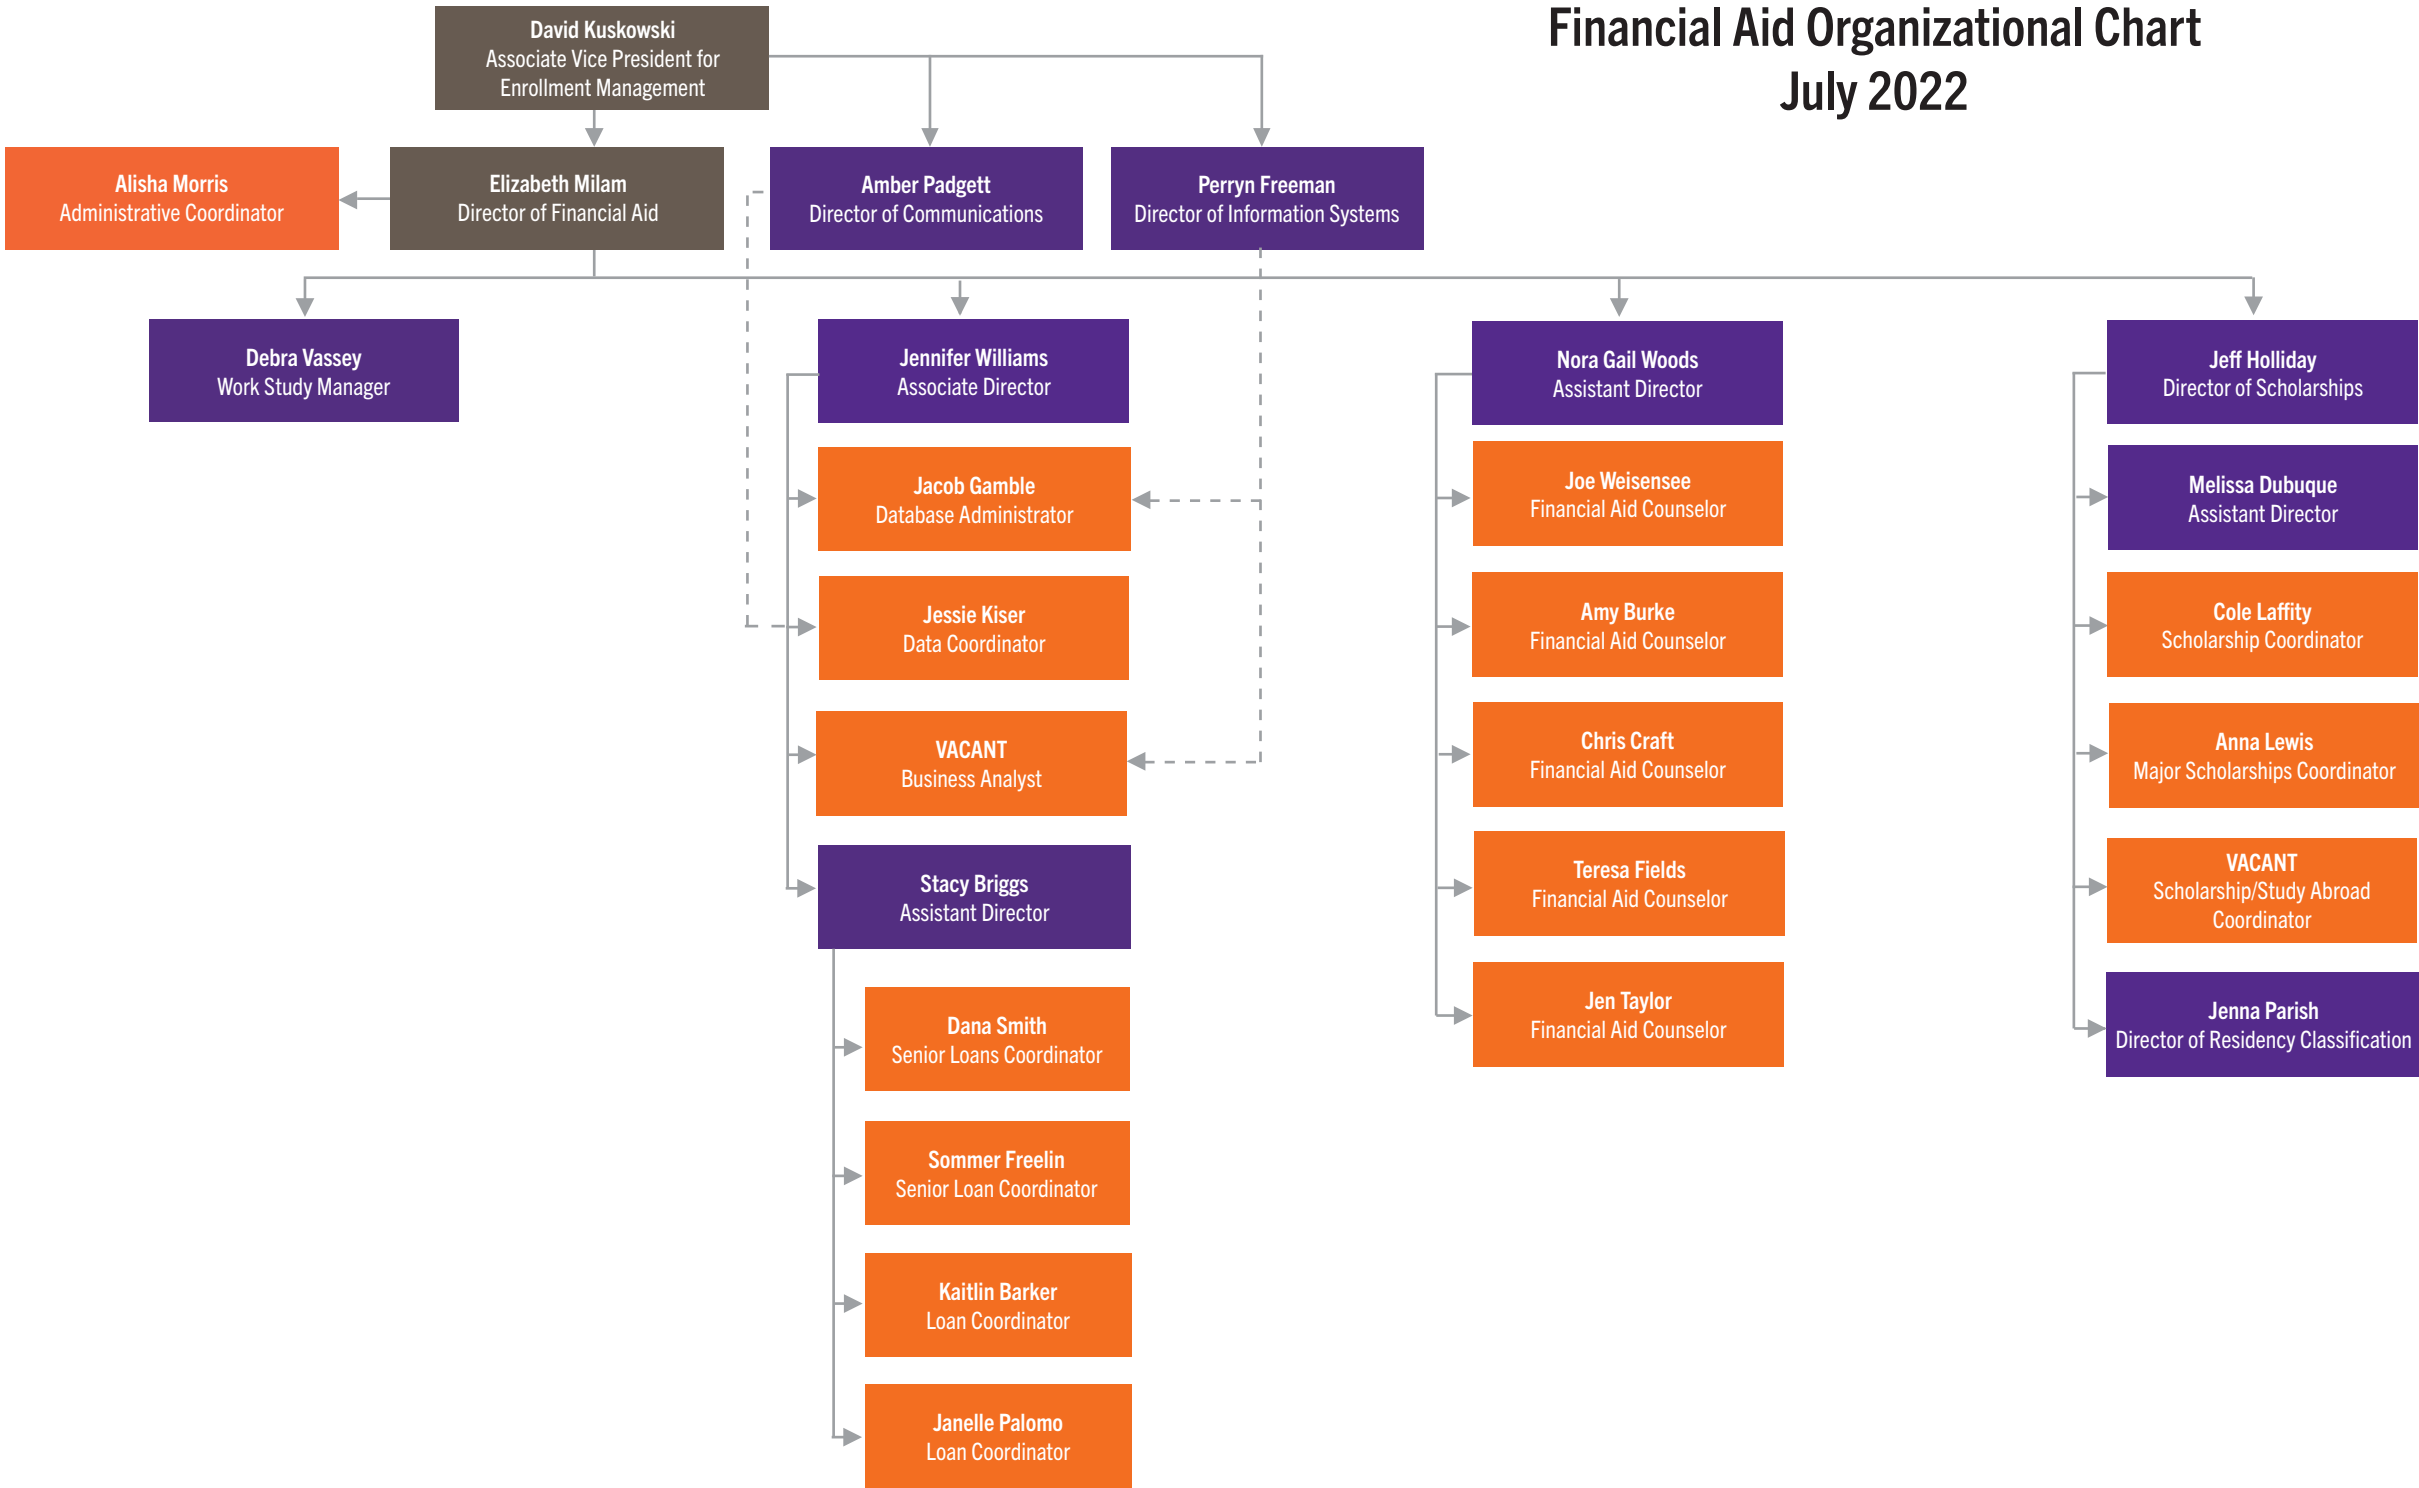 Financial Aid Organizational Chart
July 2022
David Kuskowski
Associate Vice President for
Enrollment Management
Alisha Morris
Administrative Coordinator
Elizabeth Milam
Director of Financial Aid
Amber Padgett
Director of Communications
Perryn Freeman
Director of Information Systems
Debra Vassey
Work Study Manager
Jennifer Williams
Associate Director
Jacob Gamble
Database Administrator
Jessie Kiser
Data Coordinator
VACANT
Business Analyst
Stacy Briggs
Assistant Director
Dana Smith
Senior Loans Coordinator
Sommer Freelin
Senior Loan Coordinator
Kaitlin Barker
Loan Coordinator
Janelle Palomo
Loan Coordinator
Nora Gail Woods
Assistant Director
Joe Weisensee
Financial Aid Counselor
Amy Burke
Financial Aid Counselor
Chris Craft
Financial Aid Counselor
Teresa Fields
Financial Aid Counselor
Jen Taylor
Financial Aid Counselor
Jeff Holliday
Director of Scholarships
Melissa Dubuque
Assistant Director
Cole Laffity
Scholarship Coordinator
Anna Lewis
Major Scholarships Coordinator
VACANT
Scholarship/Study Abroad
Coordinator
Jenna Parish
Director of Residency Classification